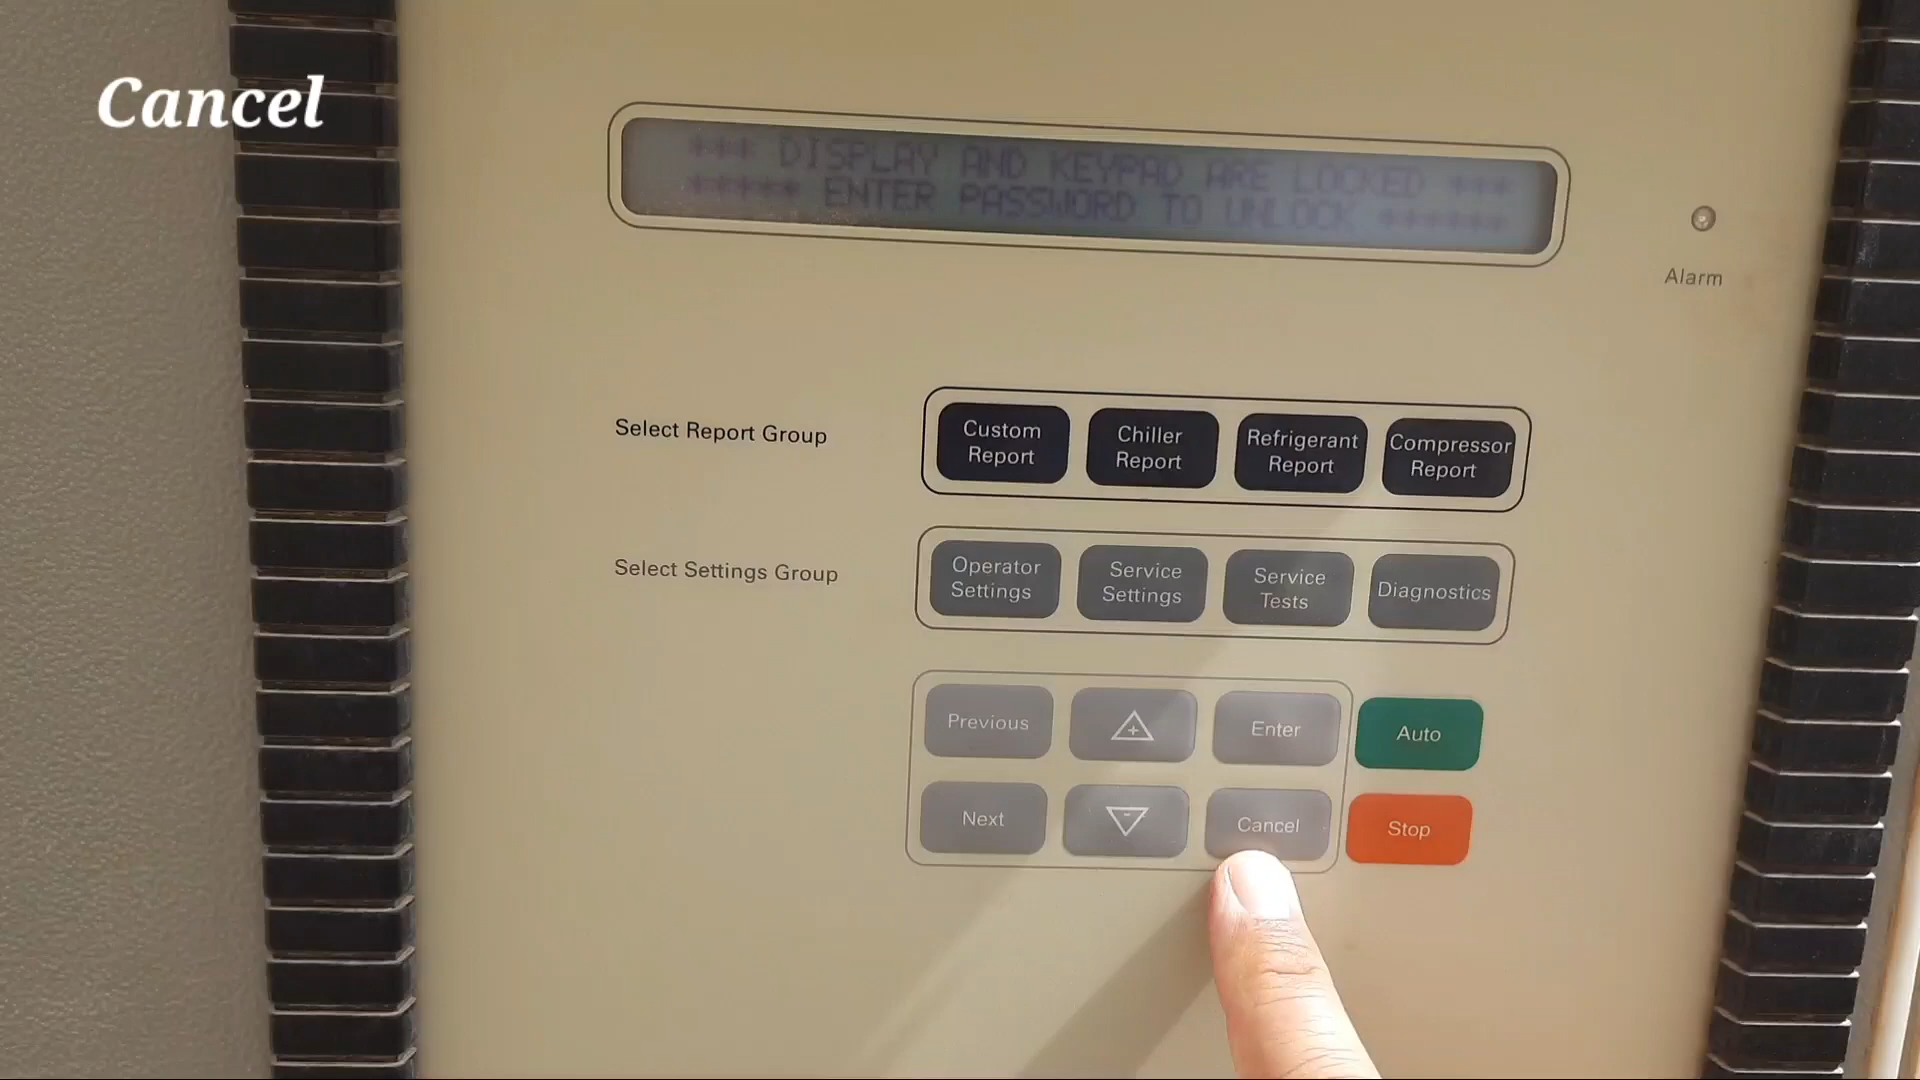 Cancel
*** DISPLAY AND KEYPAD ARE LOCKED ***
***** ENTER PASSWORD TO UNLOCK ******
Alarm
Select Report Group
Custom
Report
Chiller
Report
Refrigerant
Report
Compressor
Report
Select Settings Group
Operator
Settings
Service
Settings
Service
Tests
Diagnostics
Previous
+
Enter
Auto
Next
-
Cancel
Stop